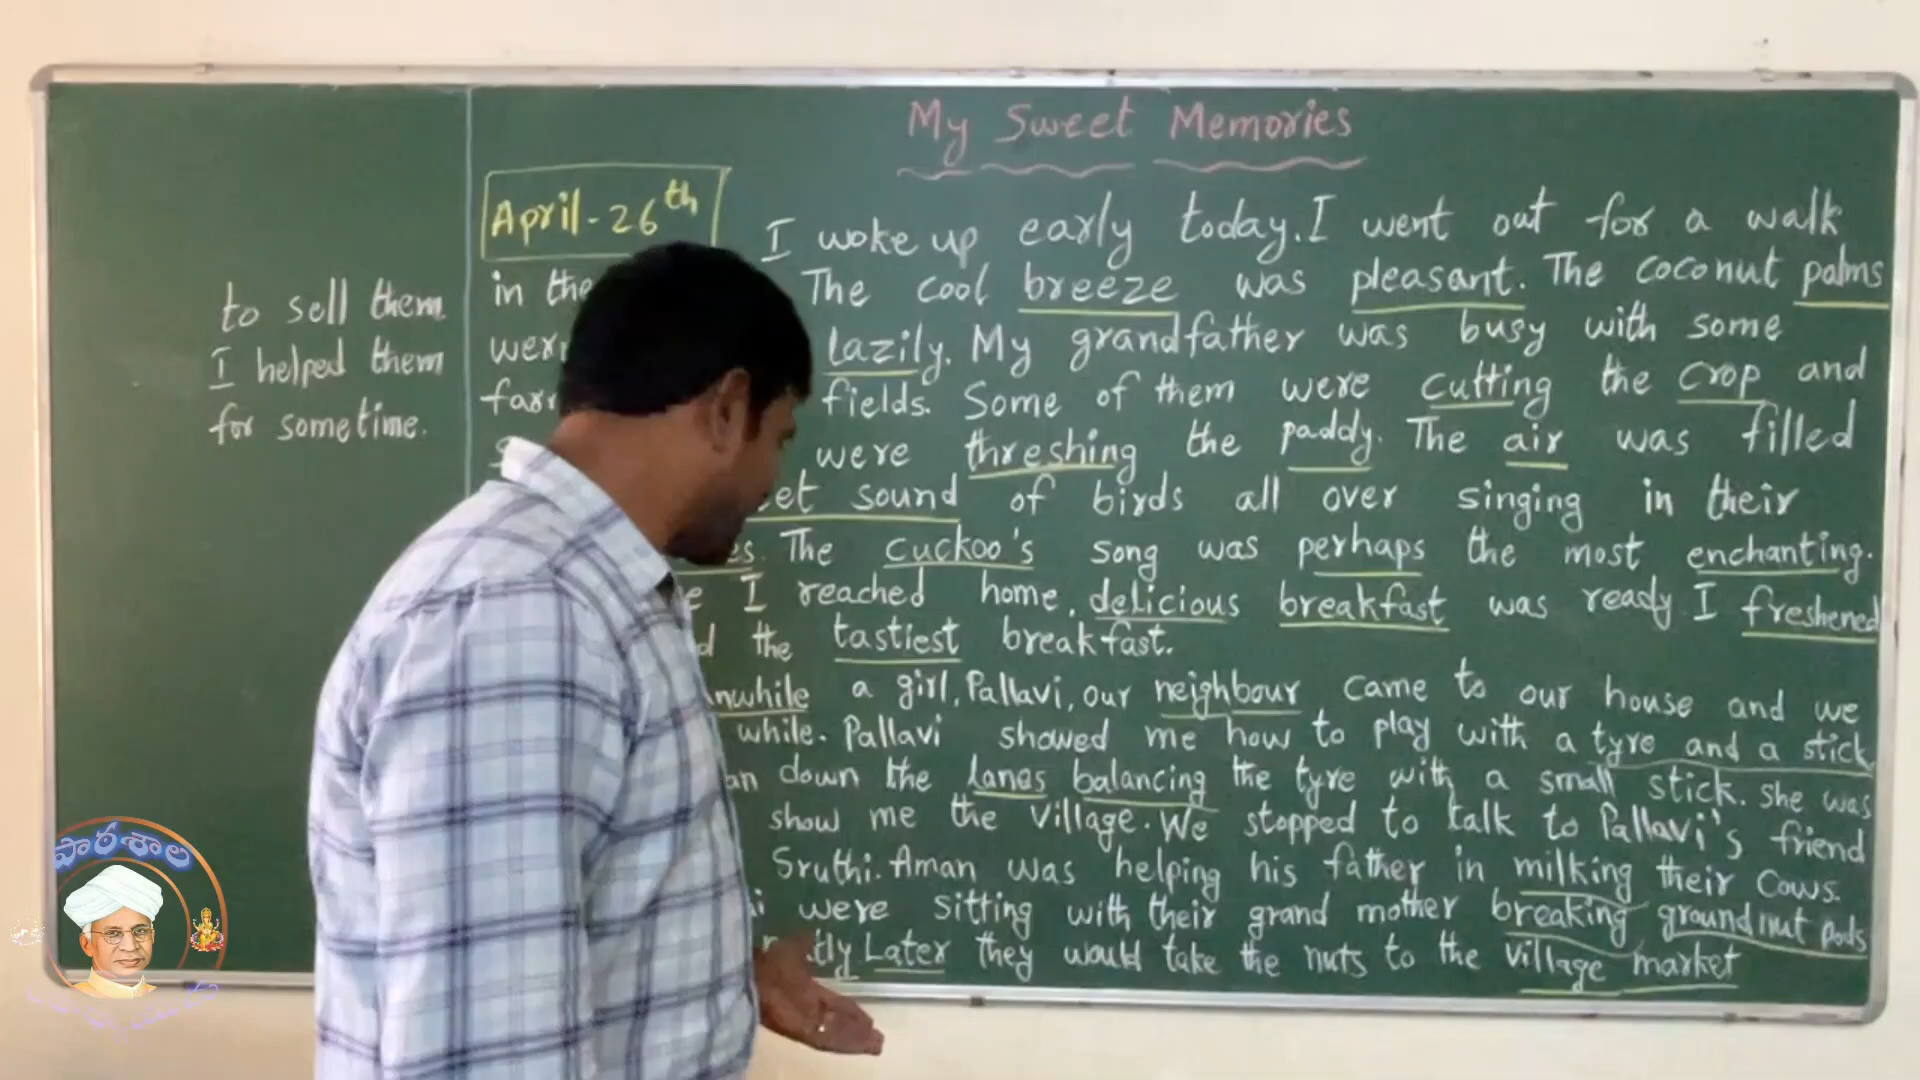 My Sweet Memories
April-26th
I woke up early today. I went out for a walk
in the The cool breeze was pleasant. The coconut palms
lazily. My grandfather was busy with some
fields. Some of them were cutting the crop and
were threshing the paddy. The air was filled
sound of birds all over singing in their
The cuckoo's song was perhaps the most enchanting.
I reached home, delicious breakfast was ready I freshened
the tastiest breakfast.
a girl, Pallavi, our neighbour came to our house and we
while. Pallavi showed me how to play with a tyre and a stick
down the lanes balancing the tyre with a small stick. She was
show me the village. We stopped to talk to Pallavi's friend
Sruthi. Aman was helping his father in milking their cows.
were sitting with their grand mother breaking groundnut pods
Later they would take the nuts to the village market
to sell them.
I helped them
for sometime.
పాఠశాల